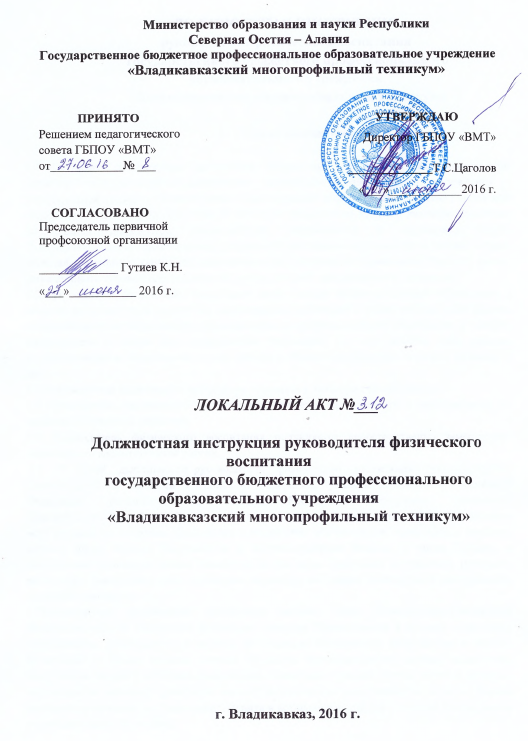 Министерство образования и науки Республики
Северная Осетия – Алания
Государственное бюджетное профессиональное образовательное учреждение
«Владикавказский многопрофильный техникум»
ПРИНЯТО
Решением педагогического
совета ГБПОУ «ВМТ»
от 27.06.16 № 8
УТВЕРЖДАЮ
Директор ГБПОУ «ВМТ»
Т.С.Цаголов
2016 г.
СОГЛАСОВАНО
Председатель первичной
профсоюзной организации
Гутиев К.Н.
«27» июня 2016 г.
ЛОКАЛЬНЫЙ АКТ № 3.12
Должностная инструкция руководителя физического
воспитания
государственного бюджетного профессионального
образовательного учреждения
«Владикавказский многопрофильный техникум»
г. Владикавказ, 2016 г.